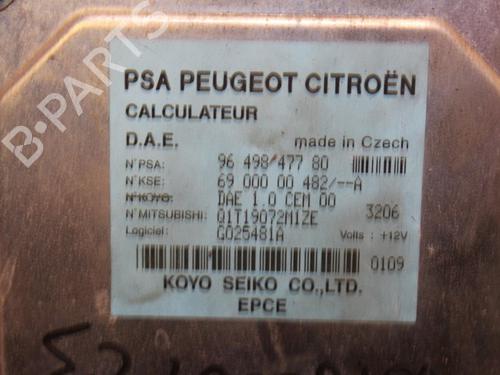 B-PARTS
PSA PEUGEOT CITROËN
CALCULATEUR
D.A.E. made in Czech
N°PSA: 96 498 477 80
N°KSE: 69 000 00 482/--A
N°KOYO: DAE 1.0 CEM 00
N°MITSUBISHI: Q1T19072M1ZE 3206
Logiciel: G025481A Volts : +12V
0109
KOYO SEIKO CO.,LTD.
EPCE